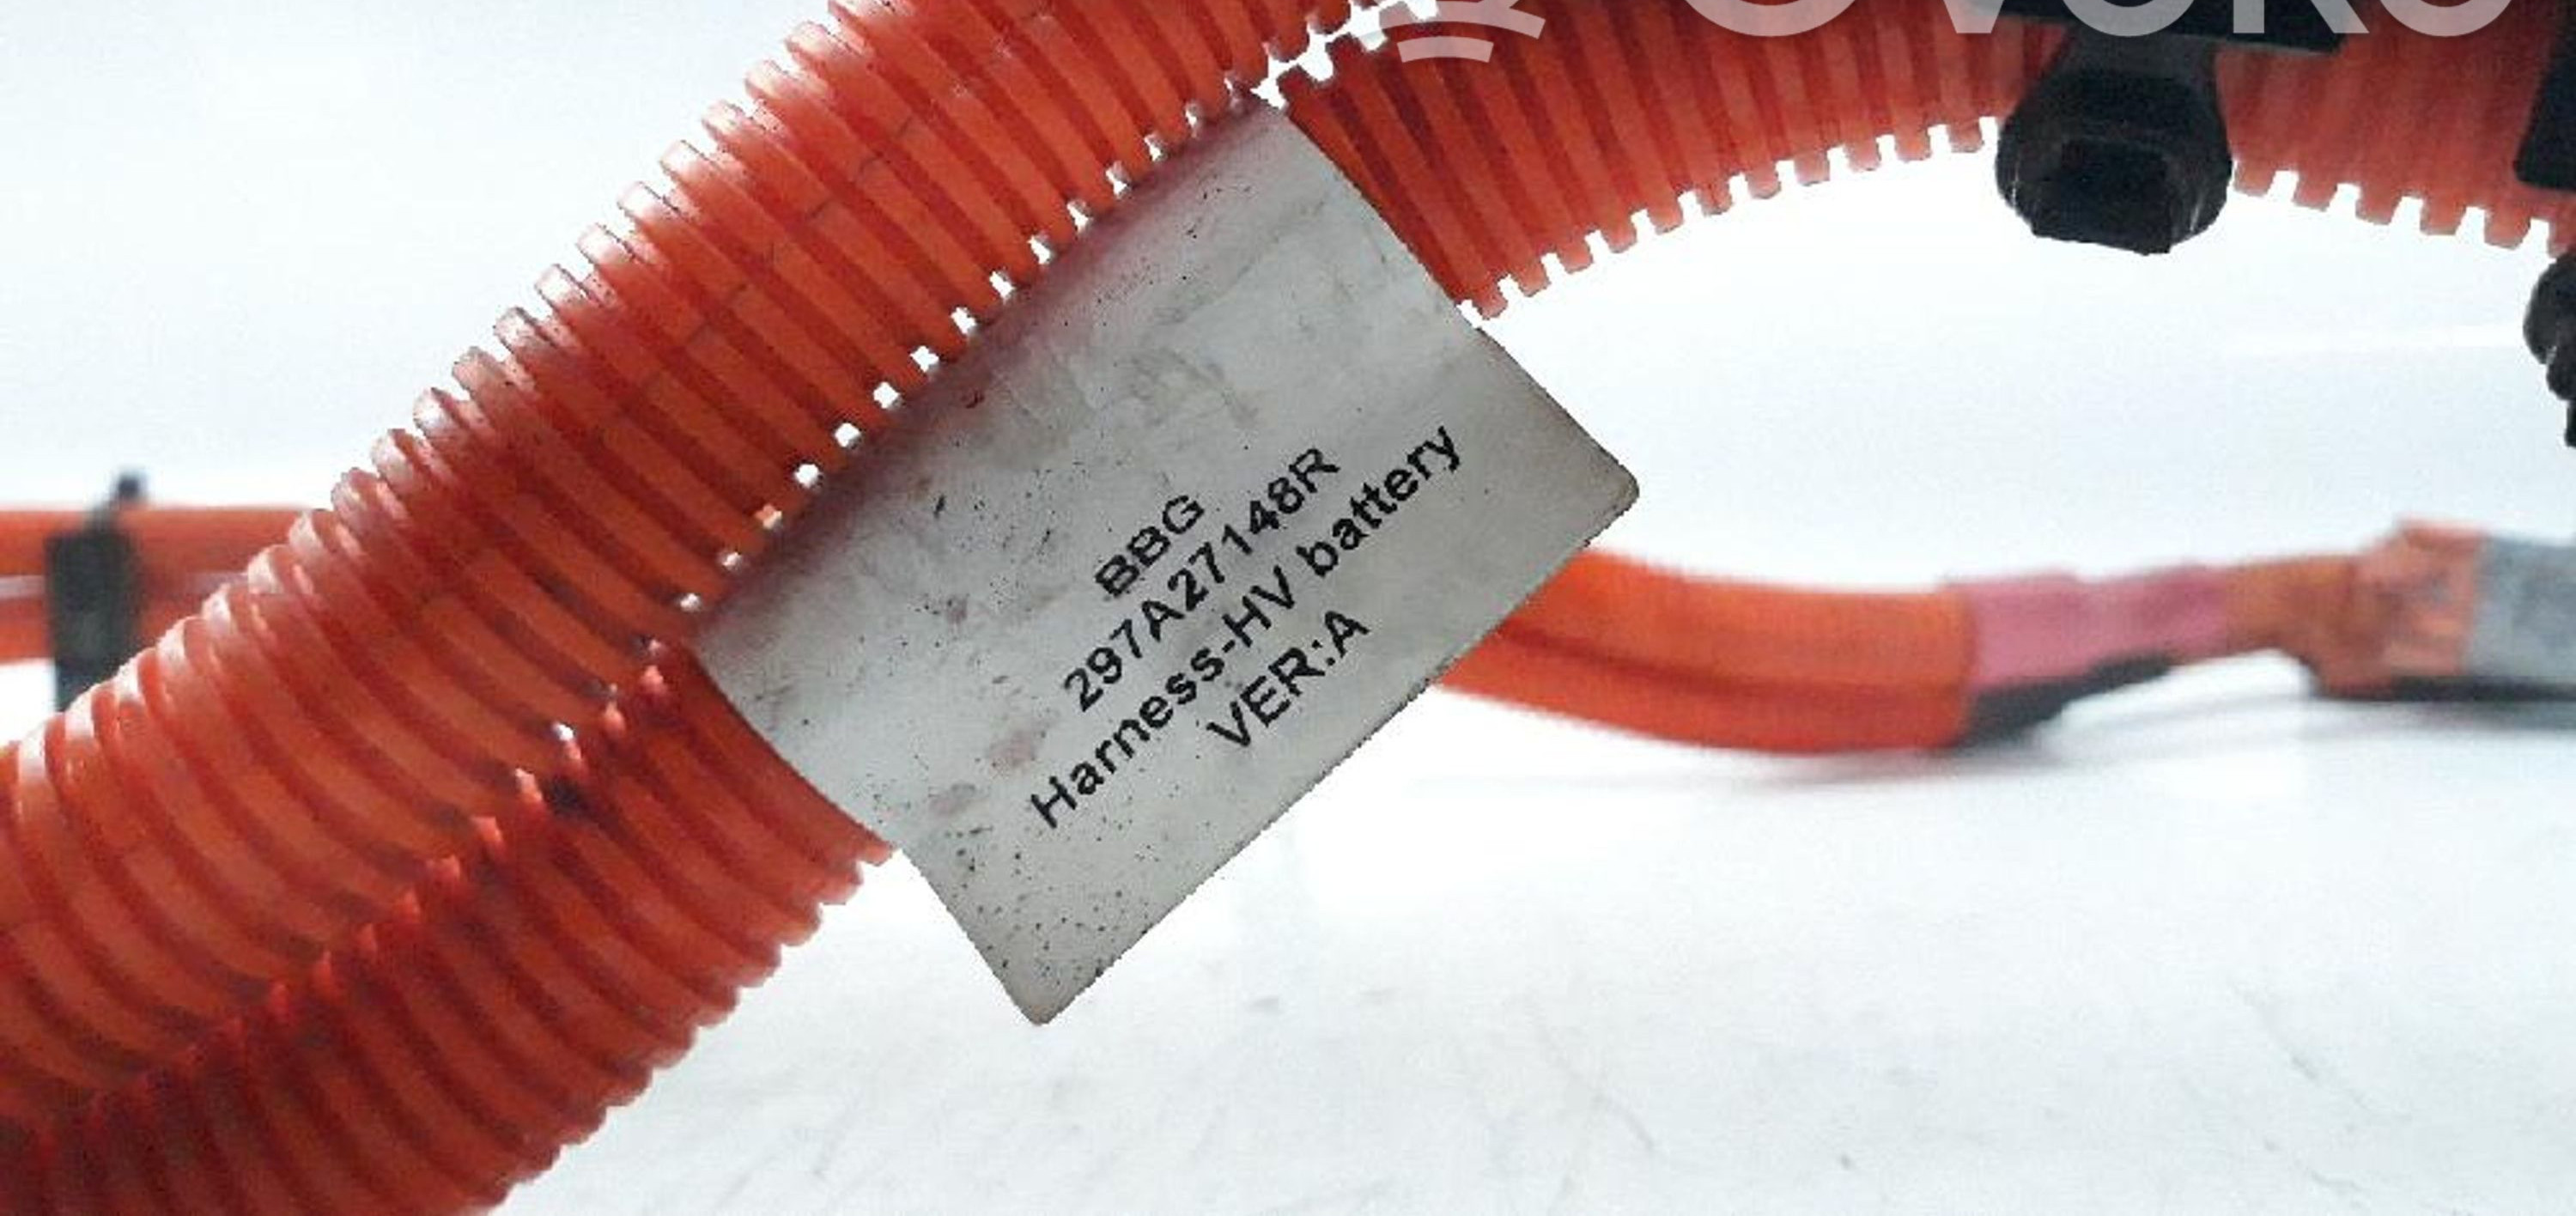 BBG
297A27148R
Harness-HV battery
VER:A